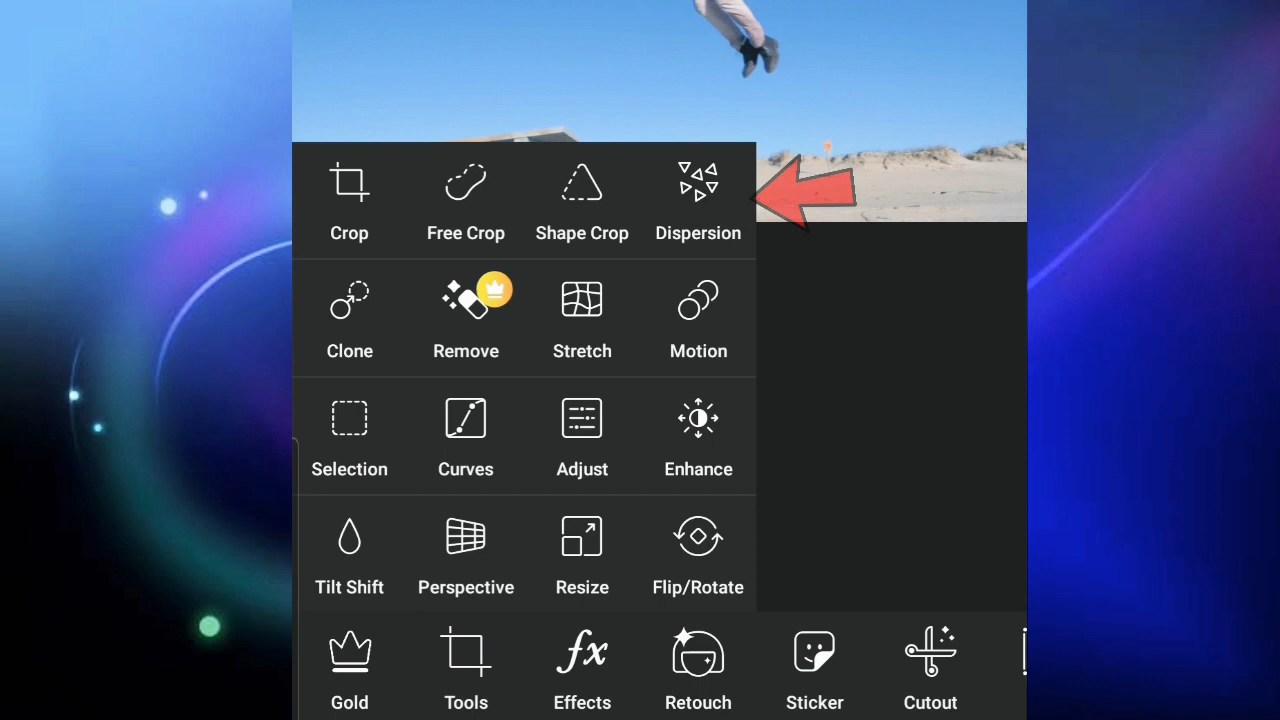 Crop Free Crop Shape Crop Dispersion
Clone Remove Stretch Motion
Selection Curves Adjust Enhance
Tilt Shift Perspective Resize Flip/Rotate
Gold Tools Effects Retouch Sticker Cutout